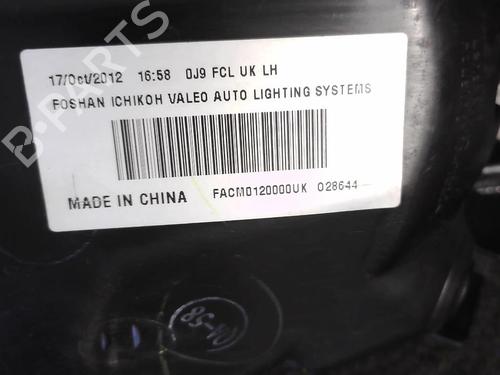 17/Oct/2012 16:58 0J9 FCL UK LH
FOSHAN ICHIKOH VALEO AUTO LIGHTING SYSTEMS
MADE IN CHINA FACM0120000UK 028644
B-PARTS